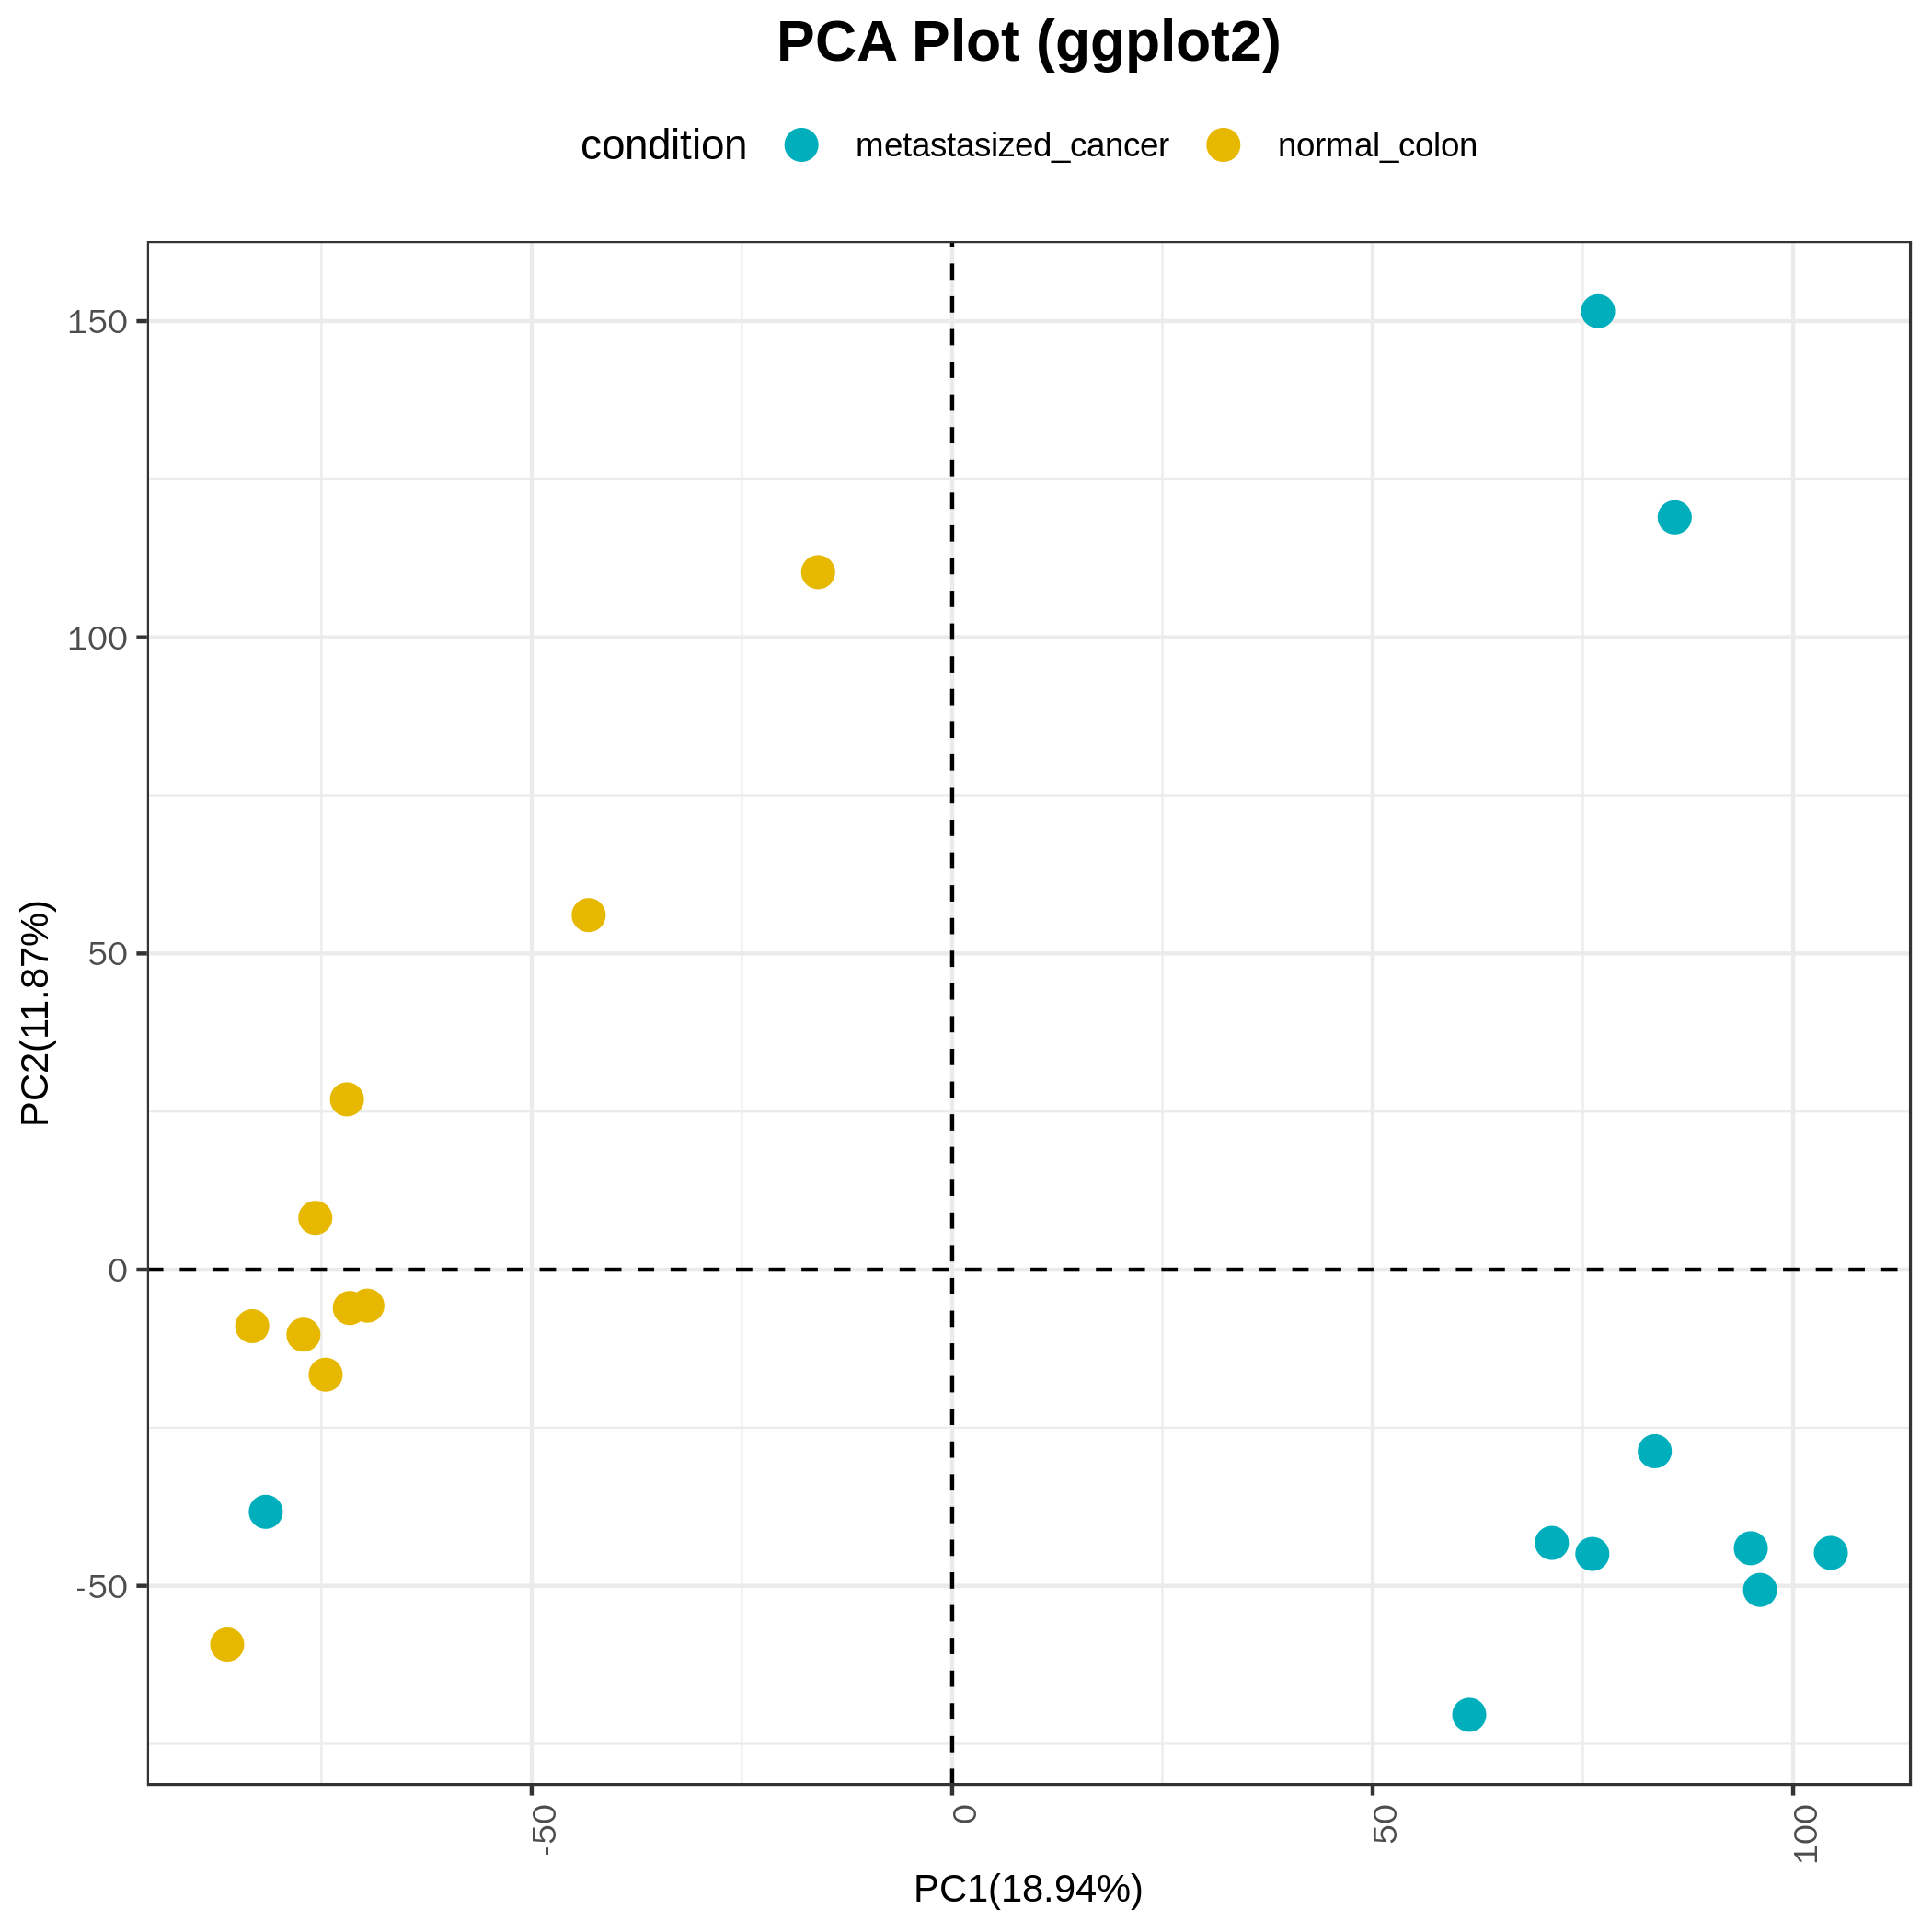 PCA Plot (ggplot2)
condition metastasized_cancer normal_colon
150
100
50
0
-50
PC2(11.87%)
-50 0 50 100
PC1(18.94%)